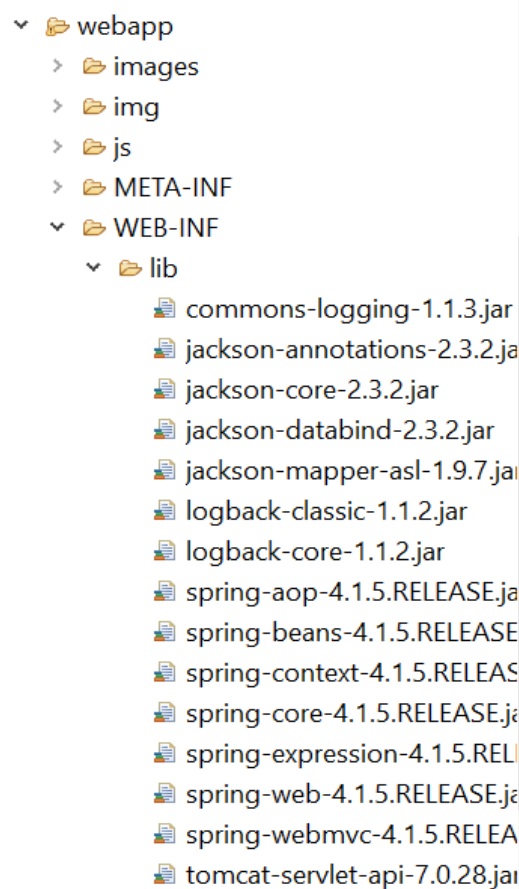 webapp
images
img
js
META-INF
WEB-INF
lib
commons-logging-1.1.3.jar
jackson-annotations-2.3.2.ja
jackson-core-2.3.2.jar
jackson-databind-2.3.2.jar
jackson-mapper-asl-1.9.7.jar
logback-classic-1.1.2.jar
logback-core-1.1.2.jar
spring-aop-4.1.5.RELEASE.ja
spring-beans-4.1.5.RELEASE
spring-context-4.1.5.RELEAS
spring-core-4.1.5.RELEASE.ja
spring-expression-4.1.5.REL
spring-web-4.1.5.RELEASE.ja
spring-webmvc-4.1.5.RELEA
tomcat-servlet-api-7.0.28.jar